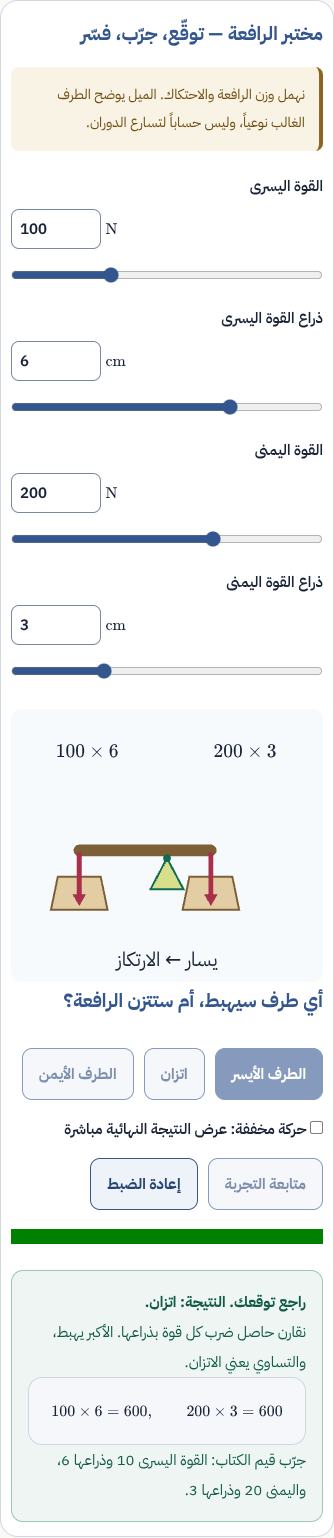 مختبر الرافعة — توقّع، جرّب، فسّر
نهمل وزن الرافعة والاحتكاك. الميل يوضح الطرف
الغالب نوعياً، وليس حساباً لتسارع الدوران.
القوة اليسرى
100 N
ذراع القوة اليسرى
6 cm
القوة اليمنى
200 N
ذراع القوة اليمنى
3 cm
100 × 6 200 × 3
يسار ← الارتكاز
أي طرف سيهبط، أم ستتزن الرافعة؟
الطرف الأيسر اتزان الطرف الأيمن
حركة مخففة: عرض النتيجة النهائية مباشرة
متابعة التجربة إعادة الضبط
راجع توقعك. النتيجة: اتزان.
نقارن حاصل ضرب كل قوة بذراعها. الأكبر يهبط،
والتساوي يعني الاتزان.
100 × 6 = 600, 200 × 3 = 600
جرّب قيم الكتاب: القوة اليسرى 10 وذراعها 6،
واليمنى 20 وذراعها 3.